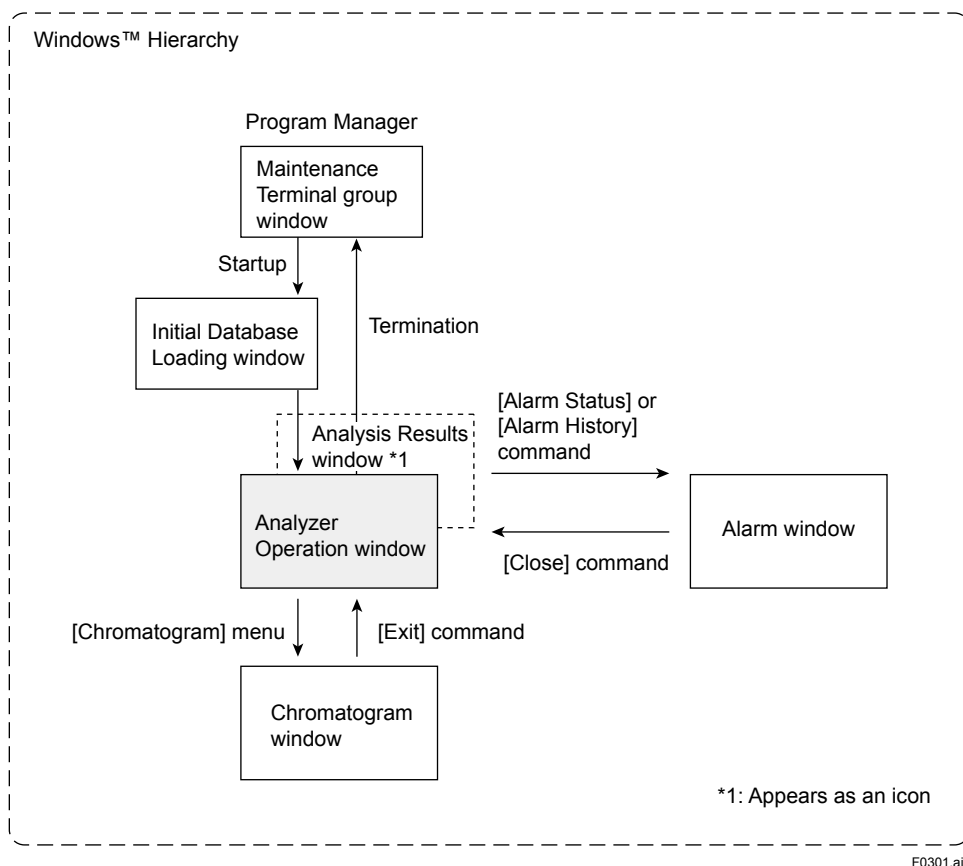 Windows™ Hierarchy
Program Manager
Maintenance
Terminal group
window
Startup
Initial Database
Loading window
Termination
Analysis Results
window *1
[Alarm Status] or
[Alarm History]
command
Analyzer
Operation window
Alarm window
[Close] command
[Chromatogram] menu
[Exit] command
Chromatogram
window
*1: Appears as an icon
F0301.ai